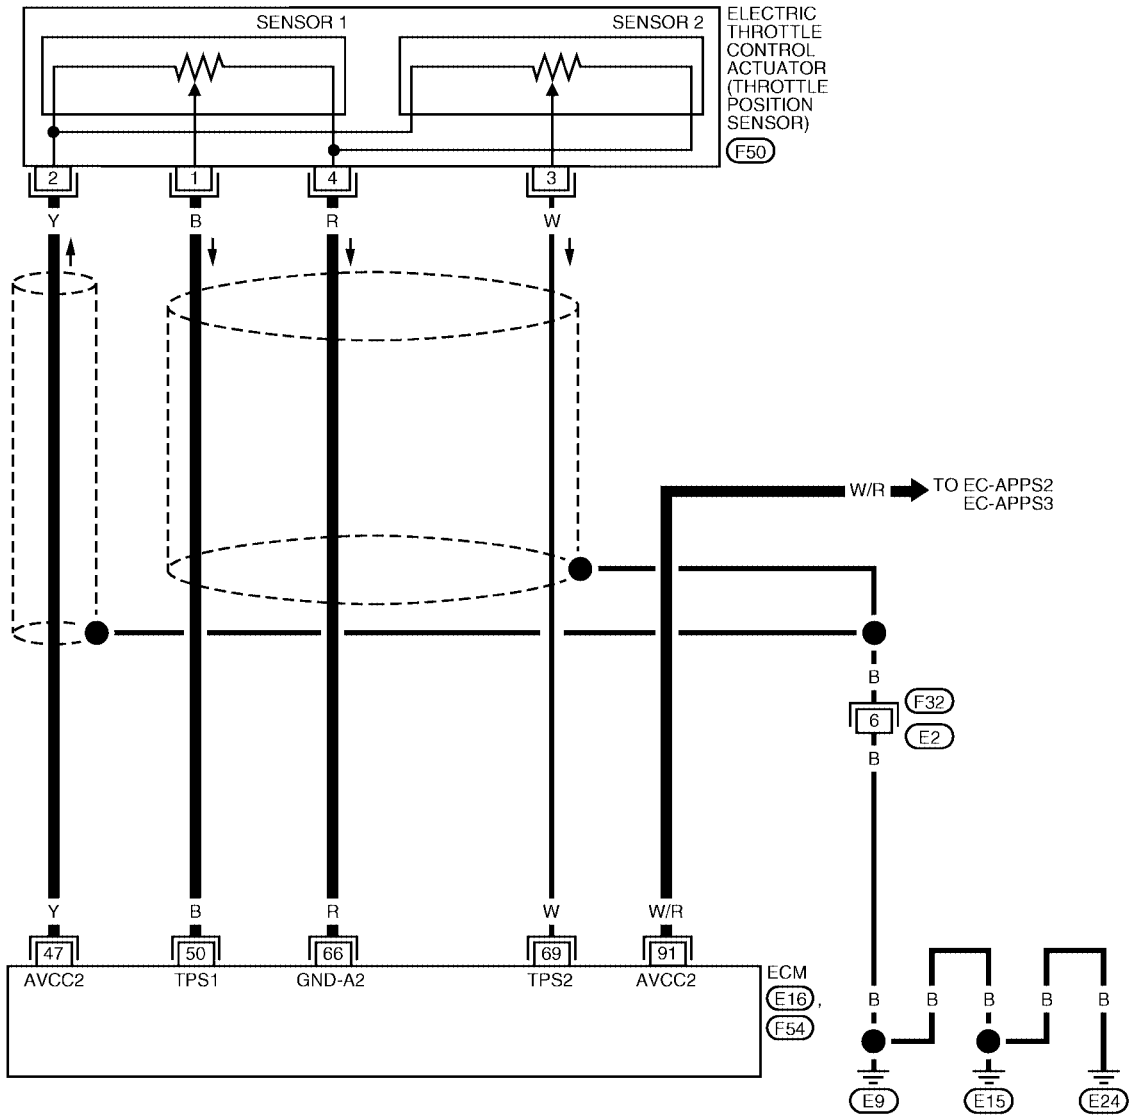 SENSOR 1
SENSOR 2
ELECTRIC
THROTTLE
CONTROL
ACTUATOR
(THROTTLE
POSITION
SENSOR)
F50
2
1
4
3
Y
B
R
W
W/R
TO EC-APPS2
EC-APPS3
B
F32
6
E2
B
Y
B
R
W
W/R
47
50
66
69
91
AVCC2
TPS1
GND-A2
TPS2
AVCC2
ECM
E16 ,
F54
B
B
B
B
B
E9
E15
E24